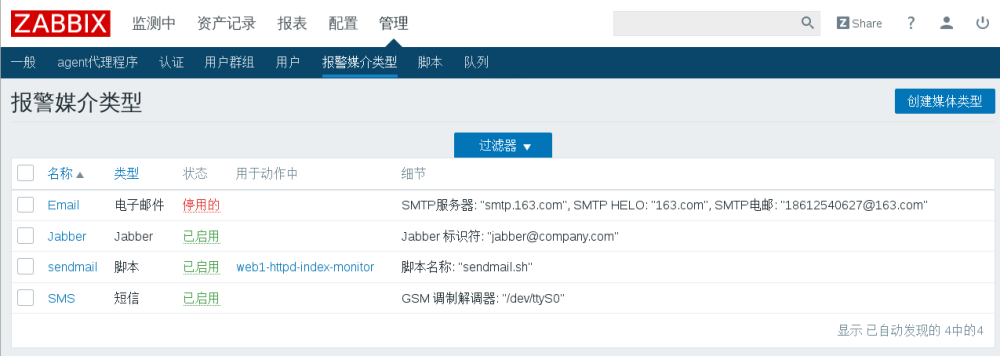 ZABBIX 监测中 资产记录 报表 配置 管理 Z Share ?
一般 agent代理程序 认证 用户群组 用户 报警媒介类型 脚本 队列
报警媒介类型 创建媒体类型
过滤器
名称 类型 状态 用于动作中 细节
Email 电子邮件 停用的 SMTP服务器: "smtp.163.com", SMTP HELO: "163.com", SMTP电邮: "18612540627@163.com"
Jabber Jabber 已启用 Jabber 标识符: "jabber@company.com"
sendmail 脚本 已启用 web1-httpd-index-monitor 脚本名称: "sendmail.sh"
SMS 短信 已启用 GSM 调制解调器: "/dev/ttyS0"
显示 已自动发现的 4中的4